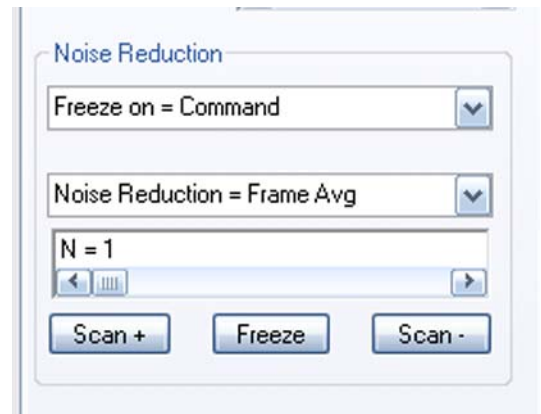 Noise Reduction
Freeze on = Command
Noise Reduction = Frame Avg
N = 1
Scan + Freeze Scan -